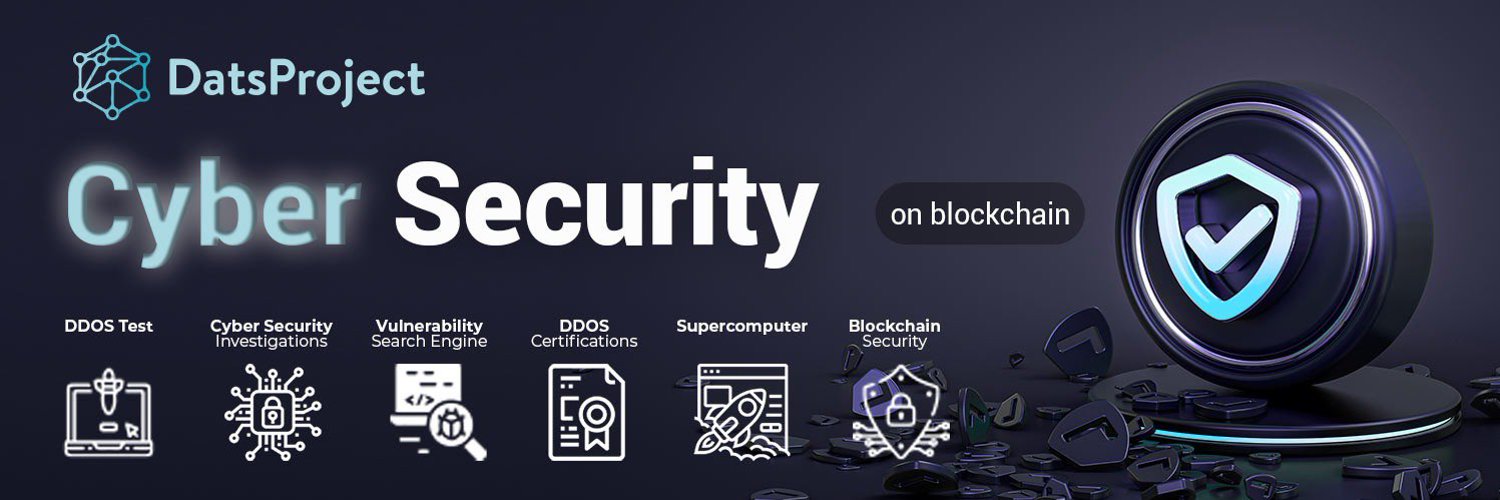 DatsProject
Cyber Security
on blockchain
DDOS Test
Cyber Security
Investigations
Vulnerability
Search Engine
DDOS
Certifications
Supercomputer
Blockchain
Security